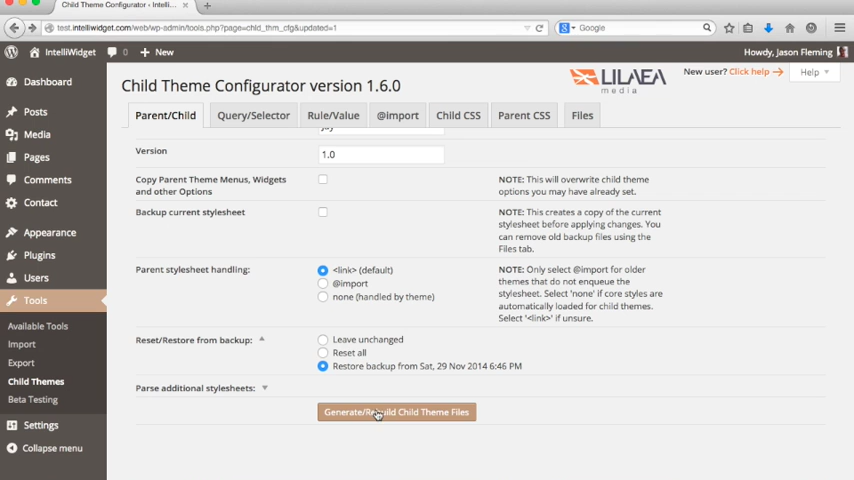 Child Theme Configurator ‹ Int...
test.intelliwidget.com/web/wp-admin/tools.php?page=chld_thm_cfg&updated=1
Google
IntelliWidget 0 + New
Howdy, Jason Fleming
Dashboard
Posts
Media
Pages
Comments
Contact
Appearance
Plugins
Users
Tools
Available Tools
Import
Export
Child Themes
Beta Testing
Settings
Collapse menu
Child Theme Configurator version 1.6.0
LILAEA
media
New user? Click help
Help
Parent/Child
Query/Selector
Rule/Value
@import
Child CSS
Parent CSS
Files
Version
1.0
Copy Parent Theme Menus, Widgets
and other Options
NOTE: This will overwrite child theme
options you may have already set.
Backup current stylesheet
NOTE: This creates a copy of the current
stylesheet before applying changes. You
can remove old backup files using the
Files tab.
Parent stylesheet handling:
<link> (default)
@import
none (handled by theme)
NOTE: Only select @import for older
themes that do not enqueue the
stylesheet. Select 'none' if core styles are
automatically loaded for child themes.
Select '<link>' if unsure.
Reset/Restore from backup:
Leave unchanged
Reset all
Restore backup from Sat, 29 Nov 2014 6:46 PM
Parse additional stylesheets:
Generate/Rebuild Child Theme Files